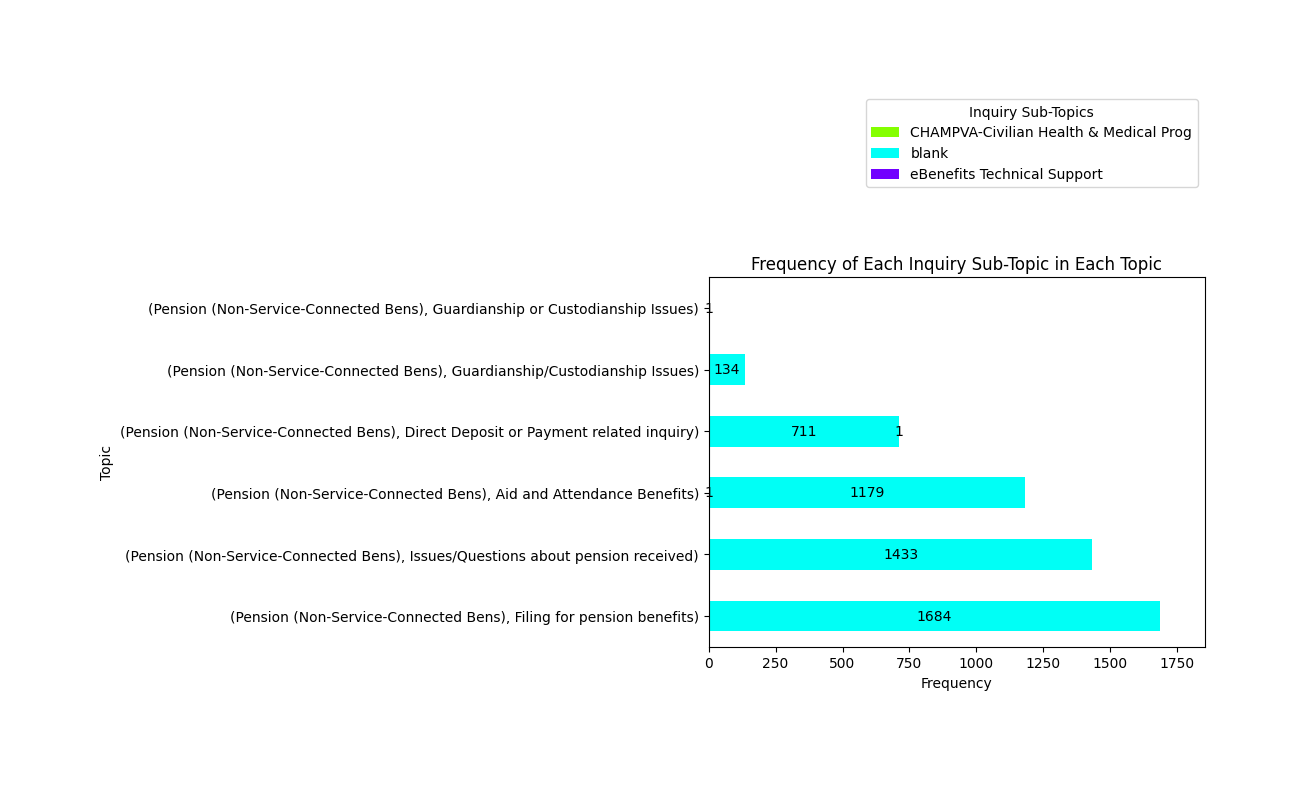 Inquiry Sub-Topics
CHAMPVA-Civilian Health & Medical Prog
blank
eBenefits Technical Support
Frequency of Each Inquiry Sub-Topic in Each Topic
(Pension (Non-Service-Connected Bens), Guardianship or Custodianship Issues) 1
(Pension (Non-Service-Connected Bens), Guardianship/Custodianship Issues) 134
(Pension (Non-Service-Connected Bens), Direct Deposit or Payment related inquiry) 711 1
(Pension (Non-Service-Connected Bens), Aid and Attendance Benefits) 1 1179
(Pension (Non-Service-Connected Bens), Issues/Questions about pension received) 1433
(Pension (Non-Service-Connected Bens), Filing for pension benefits) 1684
Topic
0 250 500 750 1000 1250 1500 1750
Frequency